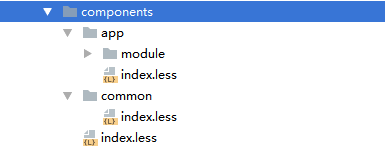 components
app
module
index.less
common
index.less
index.less